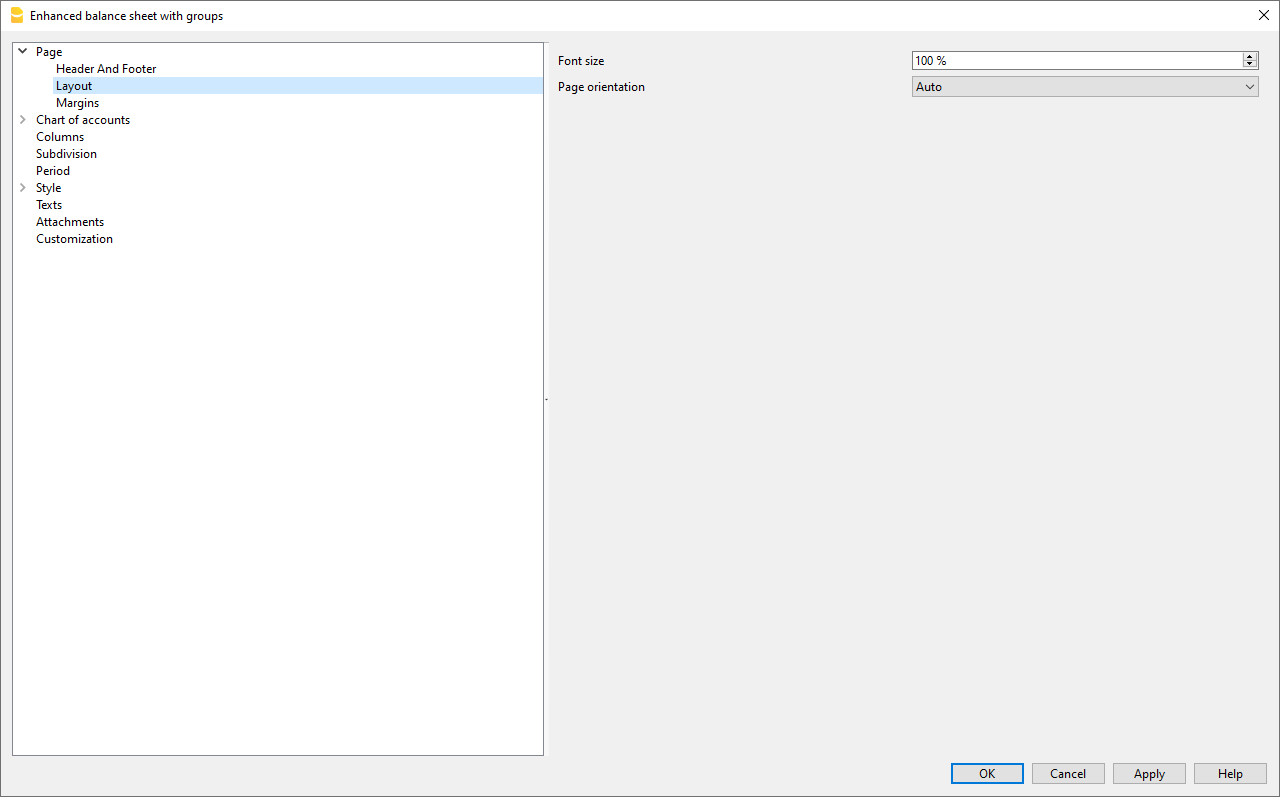 Enhanced balance sheet with groups
Page
Header And Footer
Layout
Margins
Chart of accounts
Columns
Subdivision
Period
Style
Texts
Attachments
Customization
Font size
100 %
Page orientation
Auto
OK
Cancel
Apply
Help